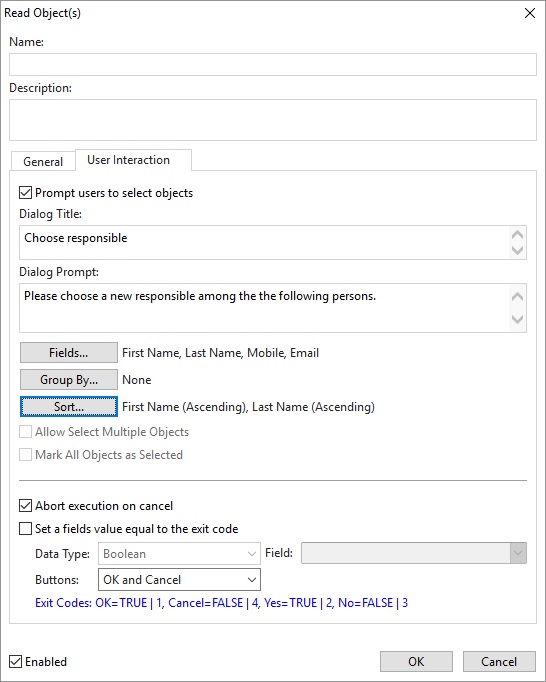 Read Object(s)
Name:
Description:
General
User Interaction
Prompt users to select objects
Dialog Title:
Choose responsible
Dialog Prompt:
Please choose a new responsible among the the following persons.
Fields... First Name, Last Name, Mobile, Email
Group By... None
Sort... First Name (Ascending), Last Name (Ascending)
Allow Select Multiple Objects
Mark All Objects as Selected
Abort execution on cancel
Set a fields value equal to the exit code
Data Type: Boolean Field:
Buttons: OK and Cancel
Exit Codes: OK=TRUE | 1, Cancel=FALSE | 4, Yes=TRUE | 2, No=FALSE | 3
Enabled OK Cancel